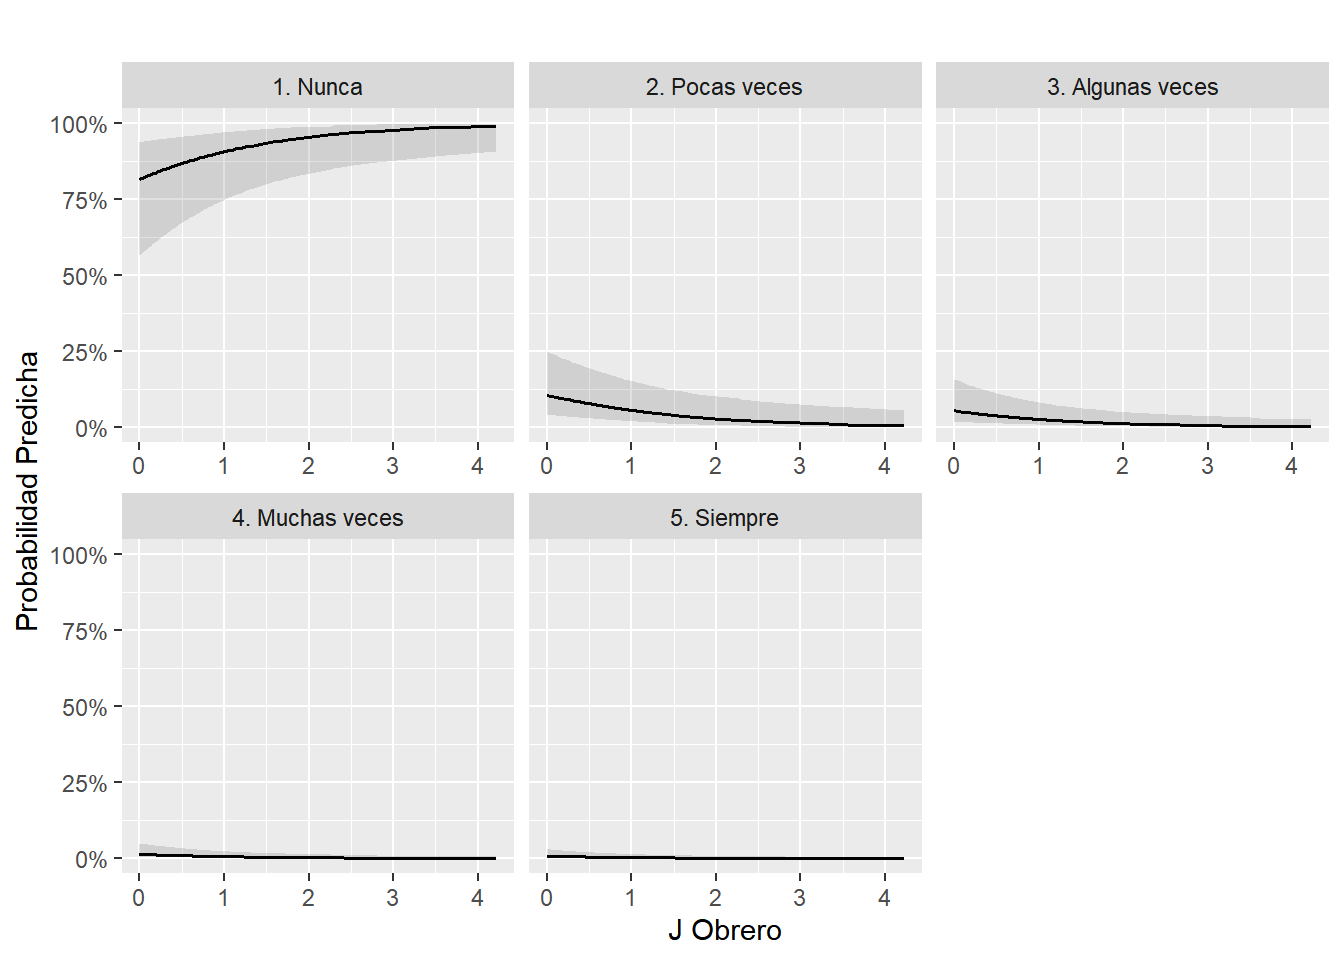 1. Nunca
2. Pocas veces
3. Algunas veces
100%
75%
50%
25%
0%
0 1 2 3 4
0 1 2 3 4
0 1 2 3 4
4. Muchas veces
5. Siempre
100%
75%
50%
25%
0%
0 1 2 3 4
0 1 2 3 4
Probabilidad Predicha
J Obrero